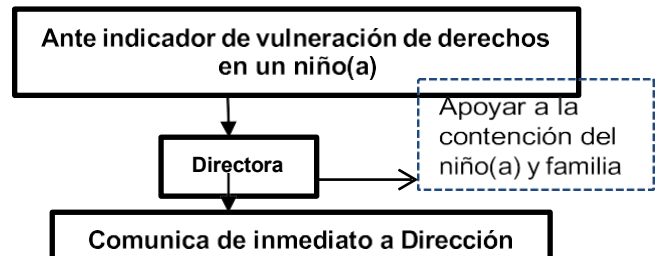 Ante indicador de vulneración de derechos
en un niño(a)
Apoyar a la
contención del
niño(a) y familia
Directora
Comunica de inmediato a Dirección